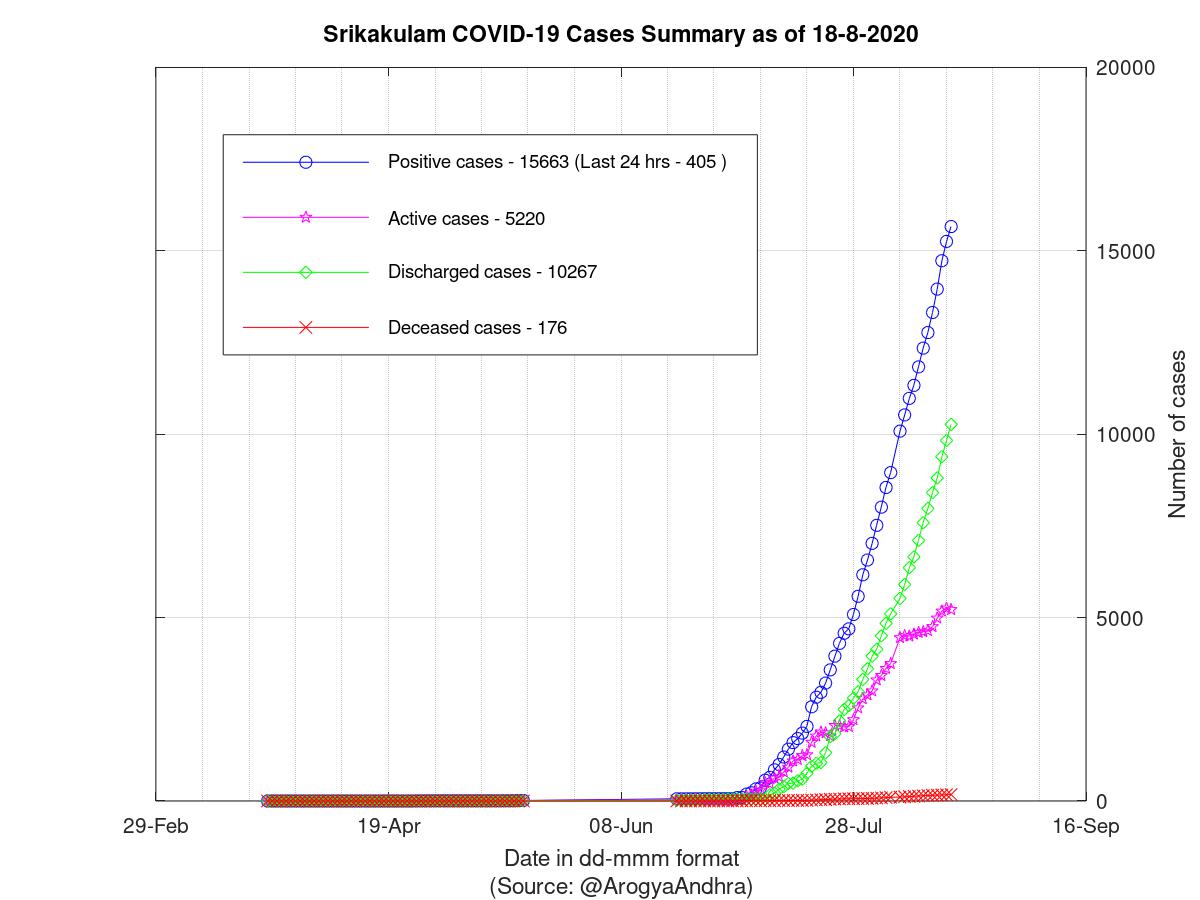 Srikakulam COVID-19 Cases Summary as of 18-8-2020
20000
Positive cases - 15663 (Last 24 hrs - 405 )
Active cases - 5220
15000
Discharged cases - 10267
Deceased cases - 176
Number of cases
10000
5000
0
29-Feb 19-Apr 08-Jun 28-Jul 16-Sep
Date in dd-mmm format
(Source: @ArogyaAndhra)